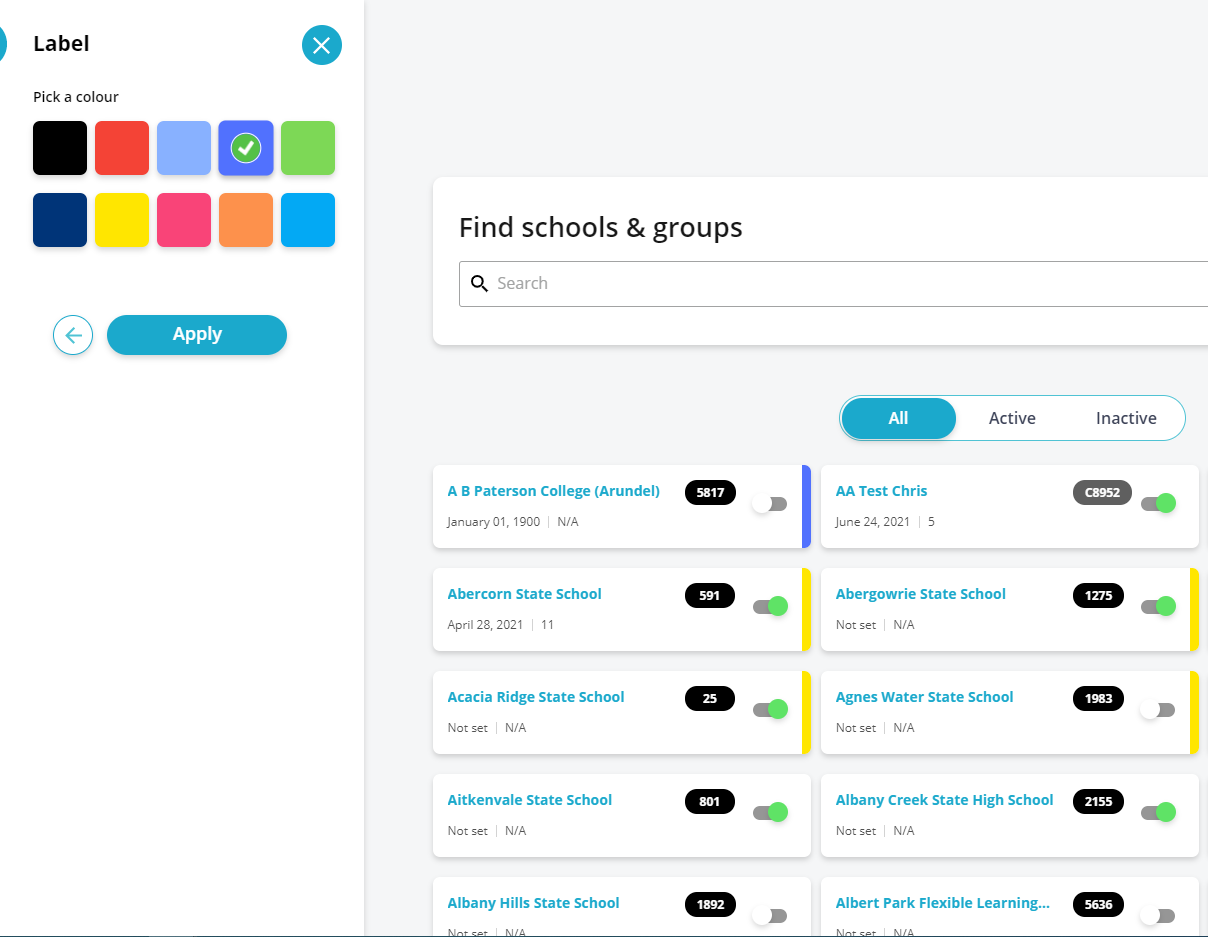 Label
Pick a colour
Apply
Find schools & groups
Search
All Active Inactive
A B Paterson College (Arundel) 5817
January 01, 1900 | N/A
AA Test Chris C8952
June 24, 2021 | 5
Abercorn State School 591
April 28, 2021 | 11
Abergowrie State School 1275
Not set | N/A
Acacia Ridge State School 25
Not set | N/A
Agnes Water State School 1983
Not set | N/A
Aitkenvale State School 801
Not set | N/A
Albany Creek State High School 2155
Not set | N/A
Albany Hills State School 1892
Not set | N/A
Albert Park Flexible Learning... 5636
Not set | N/A